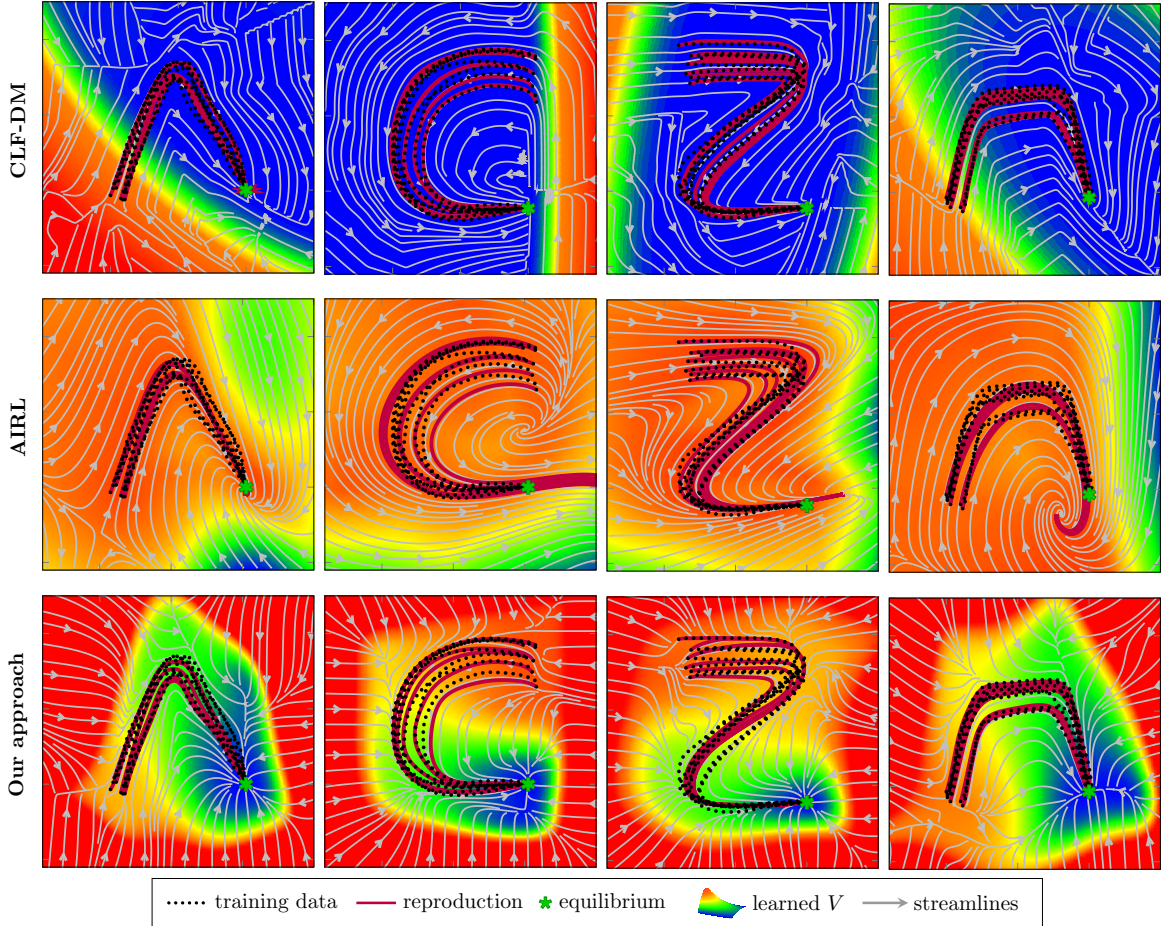 CLF-DM
AIRL
Our approach
training data
reproduction
equilibrium
learned V
streamlines